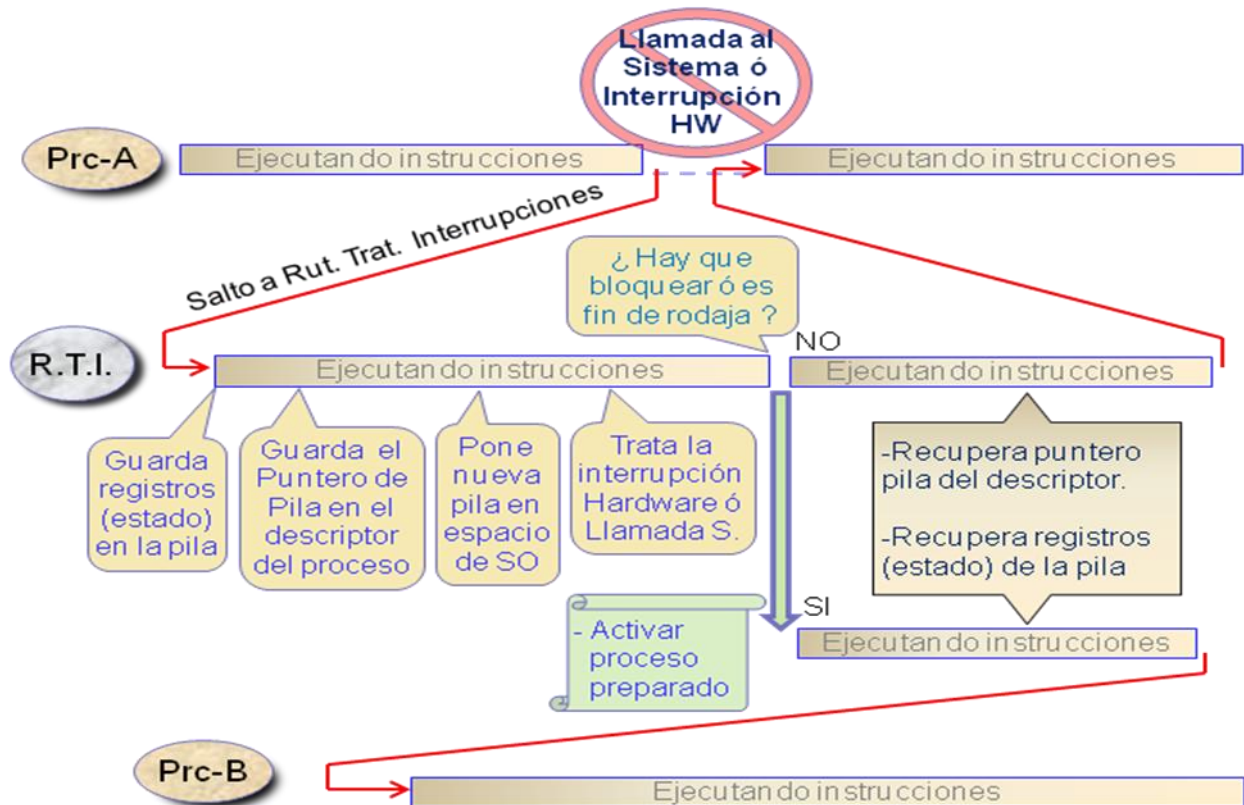 Llamada al
Sistema ó
Interrupción
HW
Prc-A
Ejecutando instrucciones
Ejecutando instrucciones
Salto a Rut. Trat. Interrupciones
¿Hay que
bloquear ó es
fin de rodaja ?
NO
R.T.I.
Ejecutando instrucciones
Ejecutando instrucciones
Guarda
registros
(estado)
en la pila
Guarda el
Puntero de
Pila en el
descriptor
del proceso
Pone
nueva
pila en
espacio
de SO
Trata la
interrupción
Hardware ó
Llamada S.
-Recupera puntero
pila del descriptor.
-Recupera registros
(estado) de la pila
SI
- Activar
proceso
preparado
Ejecutando instrucciones
Prc-B
Ejecutando instrucciones